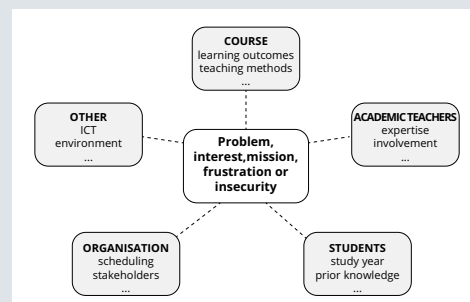 COURSE
learning outcomes
teaching methods
...
OTHER
ICT
environment
...
ACADEMIC TEACHERS
expertise
involvement
...
Problem,
interest,mission,
frustration or
insecurity
ORGANISATION
scheduling
stakeholders
...
STUDENTS
study year
prior knowledge
...